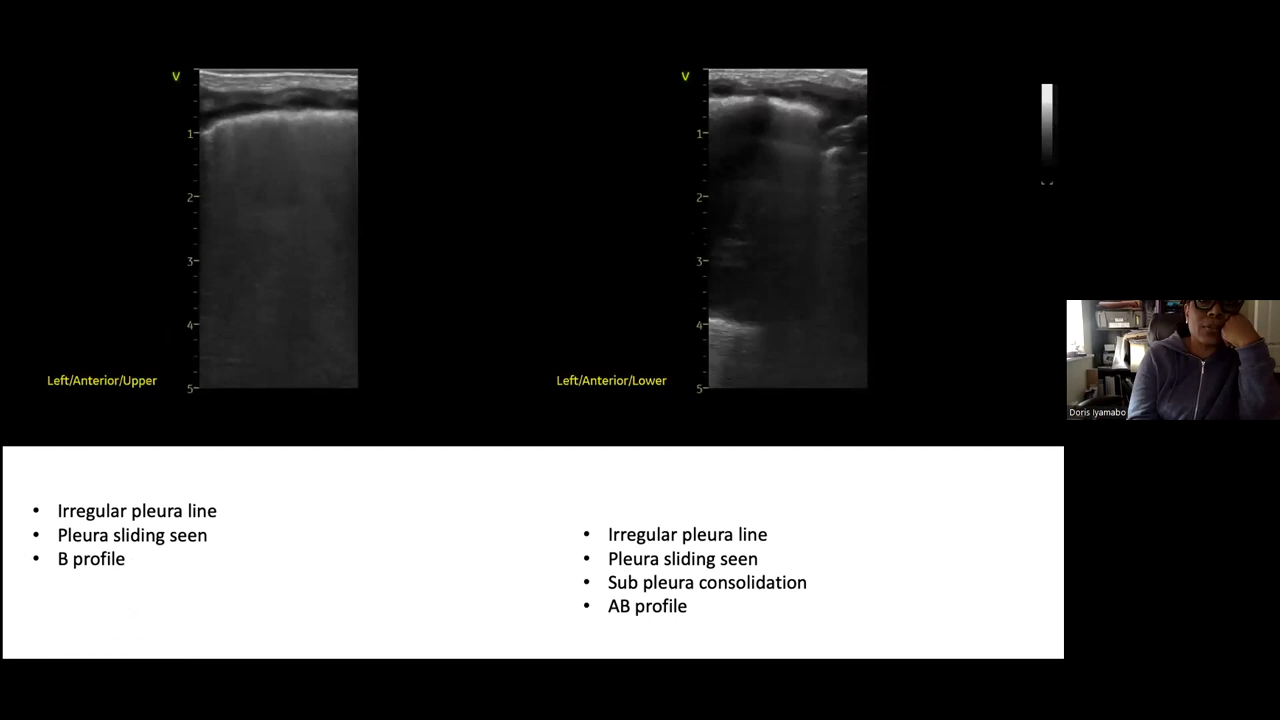 V
1
2
3
4
5
Left/Anterior/Upper
V
1
2
3
4
5
Left/Anterior/Lower
Doris Iyamabo
• Irregular pleura line
• Pleura sliding seen
• B profile
• Irregular pleura line
• Pleura sliding seen
• Sub pleura consolidation
• AB profile